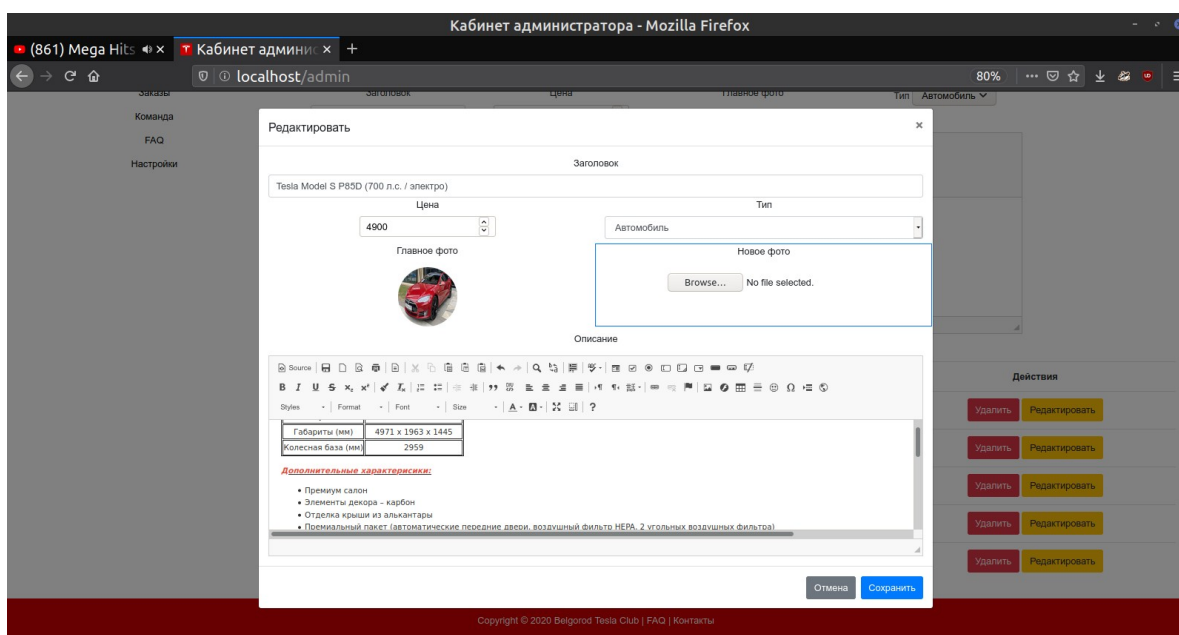 Кабинет администратора - Mozilla Firefox
(861) Mega Hits
Кабинет админис
localhost/admin
80%
Заказы Заголовок Цена Главное фото Тип Автомобиль
Команда
FAQ
Настройки
Редактировать
Заголовок
Tesla Model S P85D (700 л.с. / электро)
Цена Тип
4900 Автомобиль
Главное фото Новое фото
Browse... No file selected.
Описание
Source
Styles Format Font Size
Габариты (мм) 4971 x 1963 x 1445
Колесная база (мм) 2959
Дополнительные характерисики:
Премиум салон
Элементы декора – карбон
Отделка крыши из алькантары
Премиальный пакет (автоматические передние двери, воздушный фильтр HEPA, 2 угольных воздушных фильтра)
Действия
Удалить Редактировать
Удалить Редактировать
Удалить Редактировать
Удалить Редактировать
Удалить Редактировать
Отмена Сохранить
Copyright © 2020 Belgorod Tesla Club | FAQ | Контакты